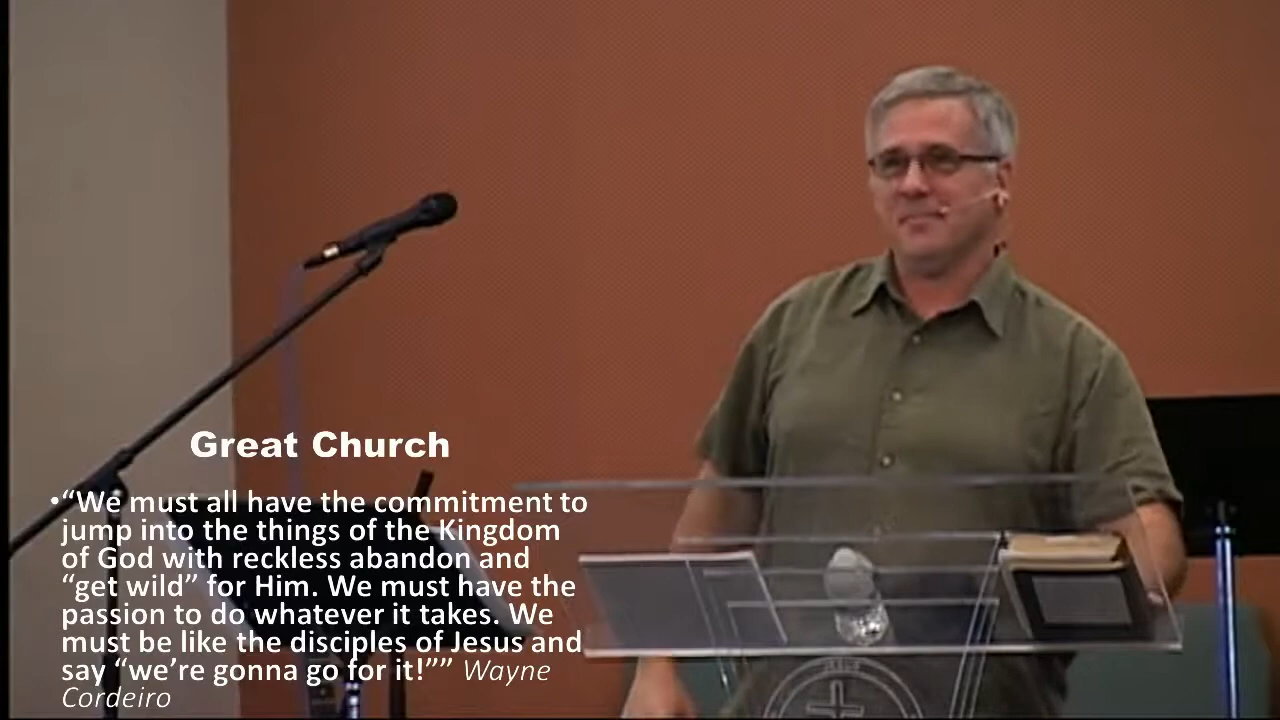 Great Church
•“We must all have the commitment to
jump into the things of the Kingdom
of God with reckless abandon and
“get wild” for Him. We must have the
passion to do whatever it takes. We
must be like the disciples of Jesus and
say “we’re gonna go for it!”” Wayne
Cordeiro